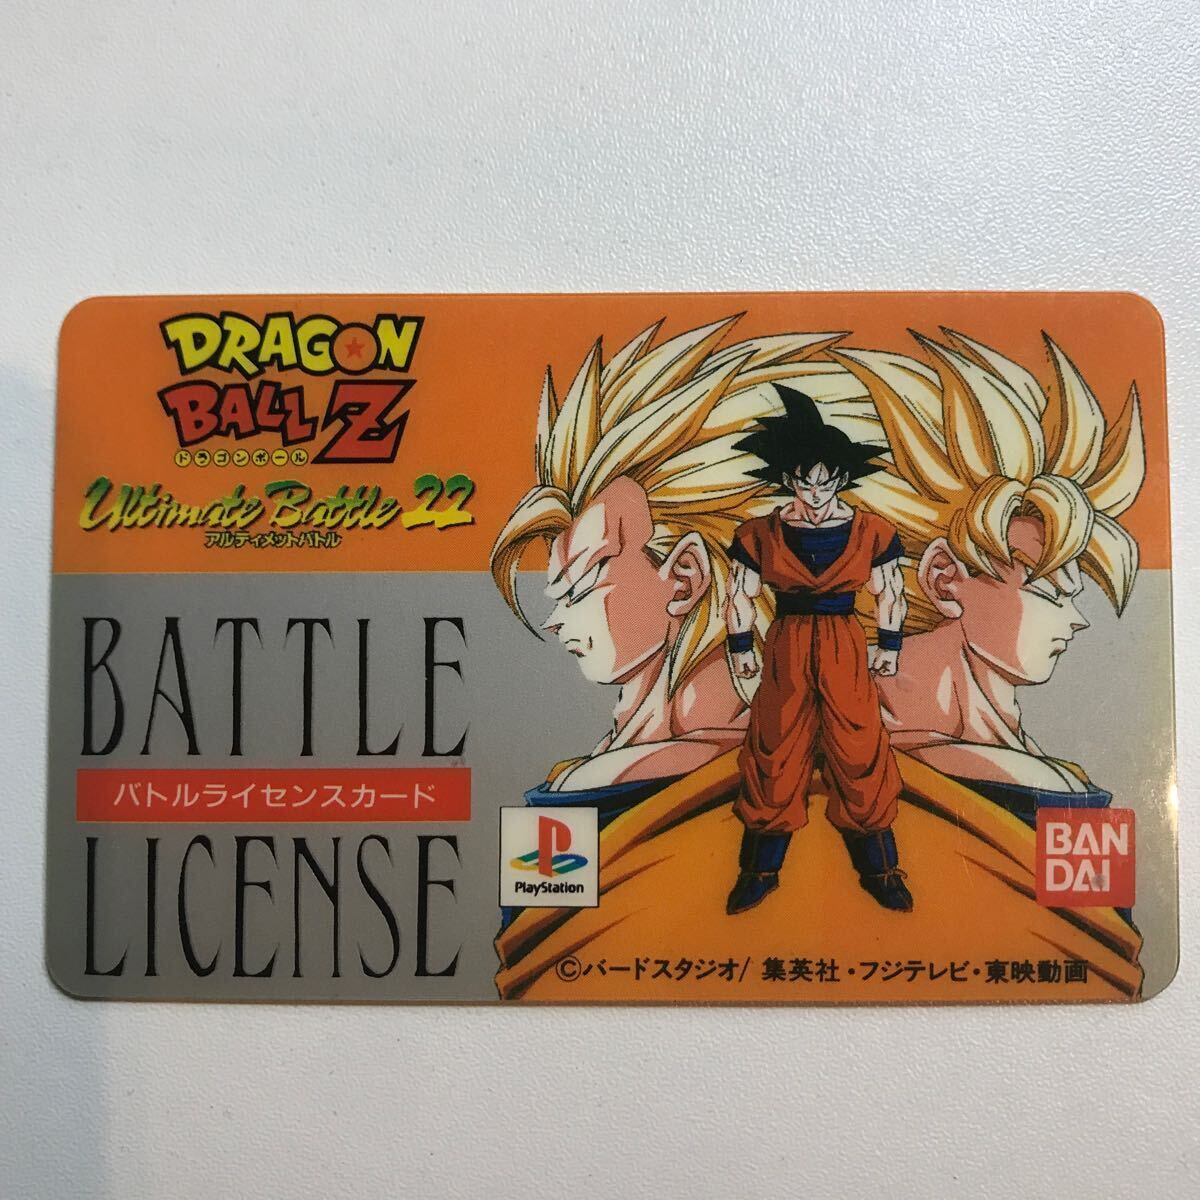 DRAGON
BALL Z
ドラゴンボール
Ultimate Battle 22
アルティメットバトル
BATTLE
バトルライセンスカード
LICENSE
PlayStation
BAN
DAI
©バードスタジオ/集英社・フジテレビ・東映動画